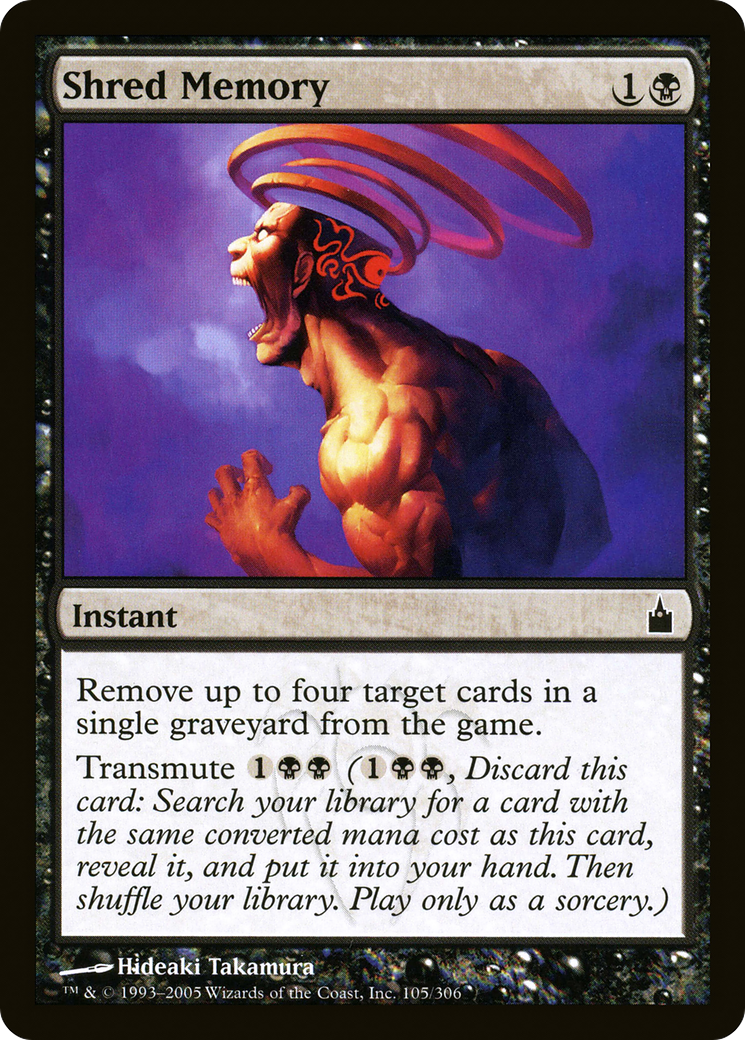 Shred Memory 1
Instant
Remove up to four target cards in a
single graveyard from the game.
Transmute 1 (1, Discard this
card: Search your library for a card with
the same converted mana cost as this card,
reveal it, and put it into your hand. Then
shuffle your library. Play only as a sorcery.)
Hideaki Takamura
™ & © 1993–2005 Wizards of the Coast, Inc. 105/306